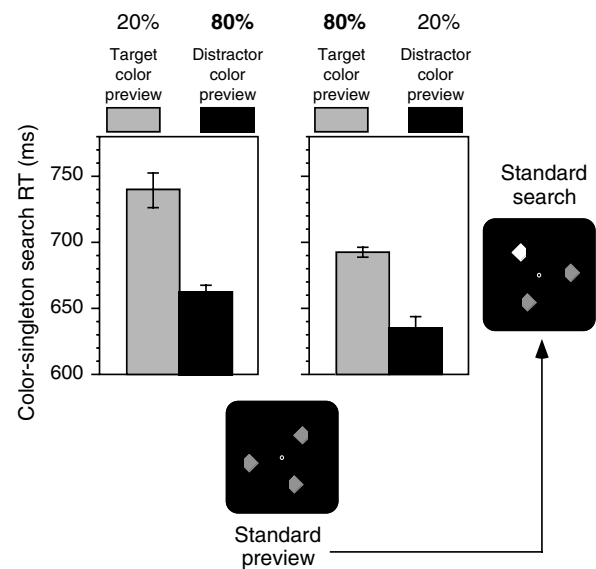 20% 80% 80% 20%
Target Distractor Target Distractor
color color color color
preview preview preview preview
Color-singleton search RT (ms)
750
700
650
600
Standard
search
Standard
preview